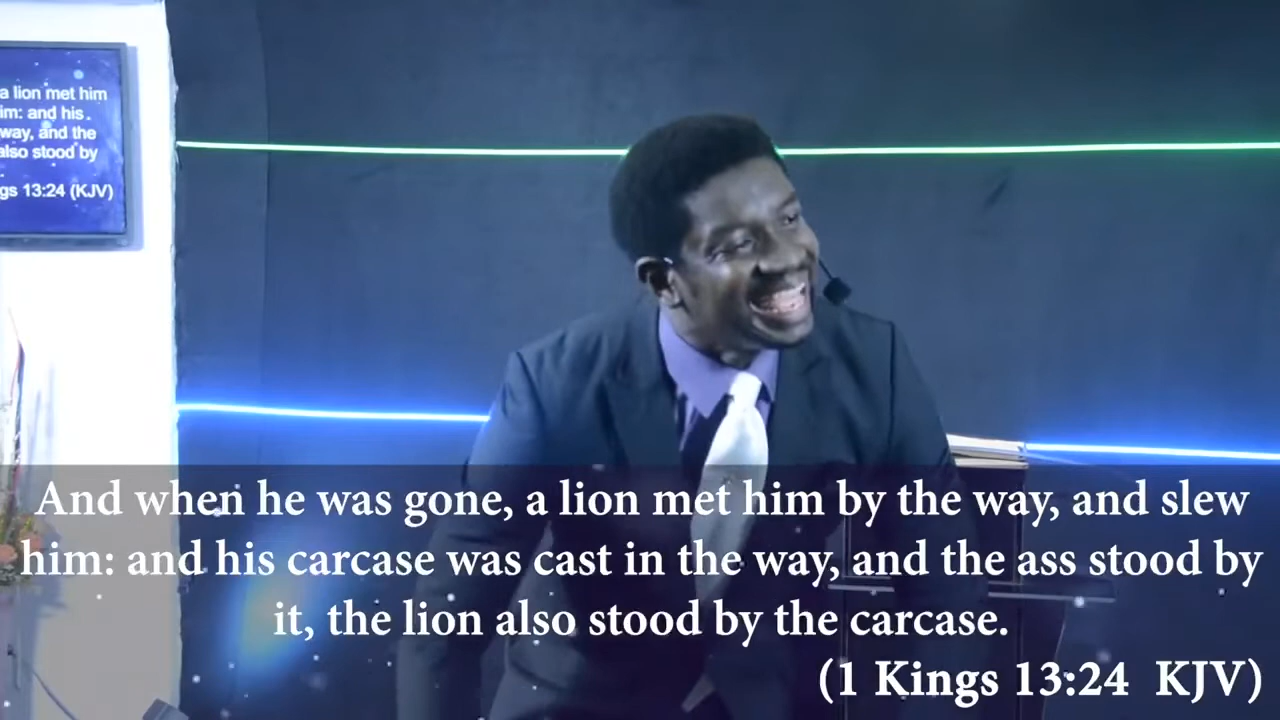 a lion met him
im: and his.
way, and the
also stood by
gs 13:24 (KJV)
And when he was gone, a lion met him by the way, and slew
him: and his carcase was cast in the way, and the ass stood by
it, the lion also stood by the carcase.
(1 Kings 13:24 KJV)